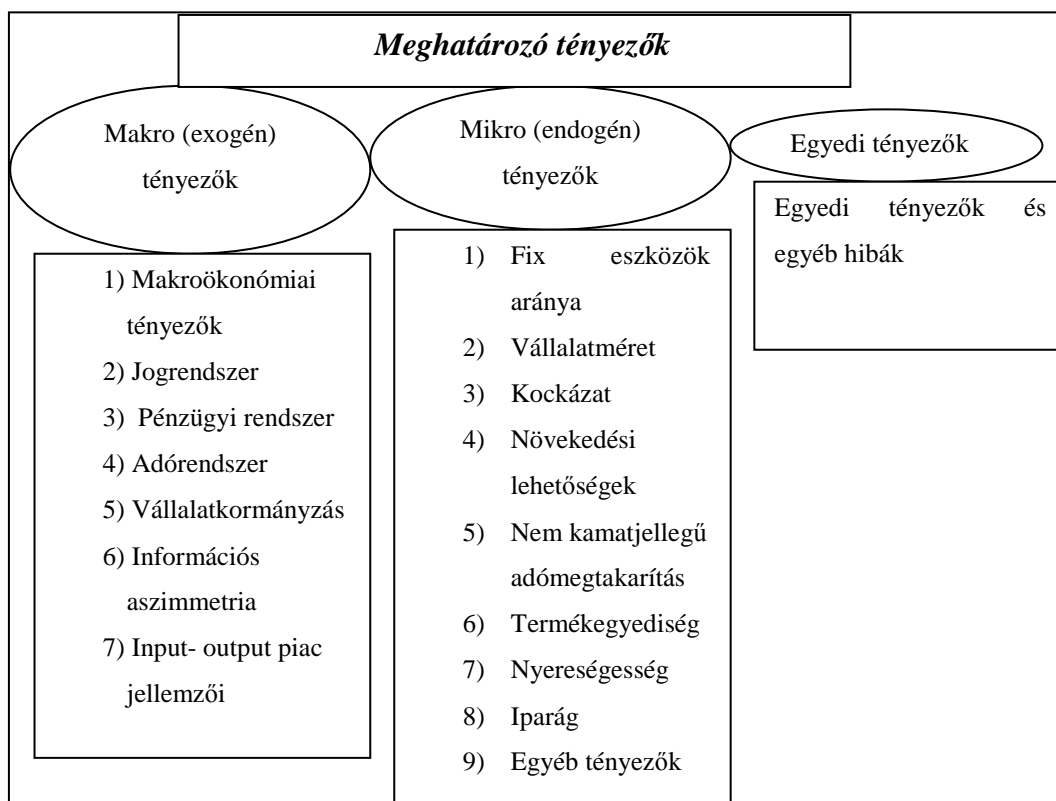 Meghatározó tényezők
Makro (exogén)
tényezők
1) Makroökonómiai
tényezők
2) Jogrendszer
3) Pénzügyi rendszer
4) Adórendszer
5) Vállalatkormányzás
6) Információs
aszimmetria
7) Input- output piac
jellemzői
Mikro (endogén)
tényezők
1) Fix eszközök
aránya
2) Vállalatméret
3) Kockázat
4) Növekedési
lehetőségek
5) Nem kamatjellegű
adómegtakarítás
6) Termékegyediség
7) Nyereségesség
8) Iparág
9) Egyéb tényezők
Egyedi tényezők
Egyedi tényezők és
egyéb hibák